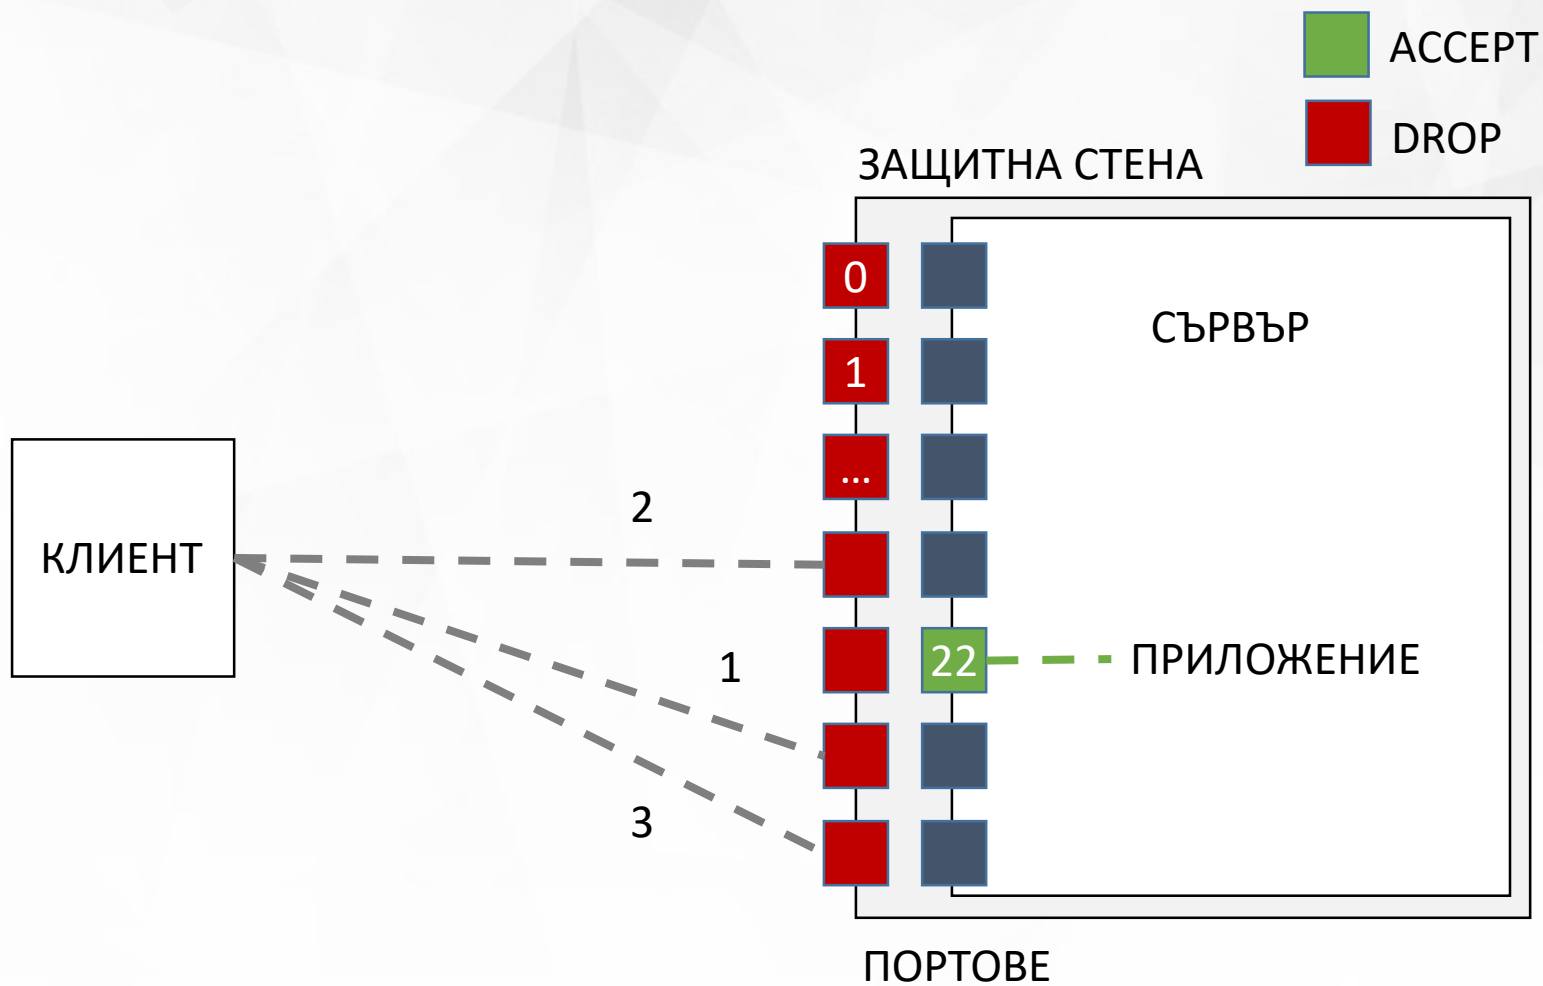 ACCEPT
DROP
ЗАЩИТНА СТЕНА
0
СЪРВЪР
1
...
2
КЛИЕНТ
22
ПРИЛОЖЕНИЕ
1
3
ПОРТОВЕ